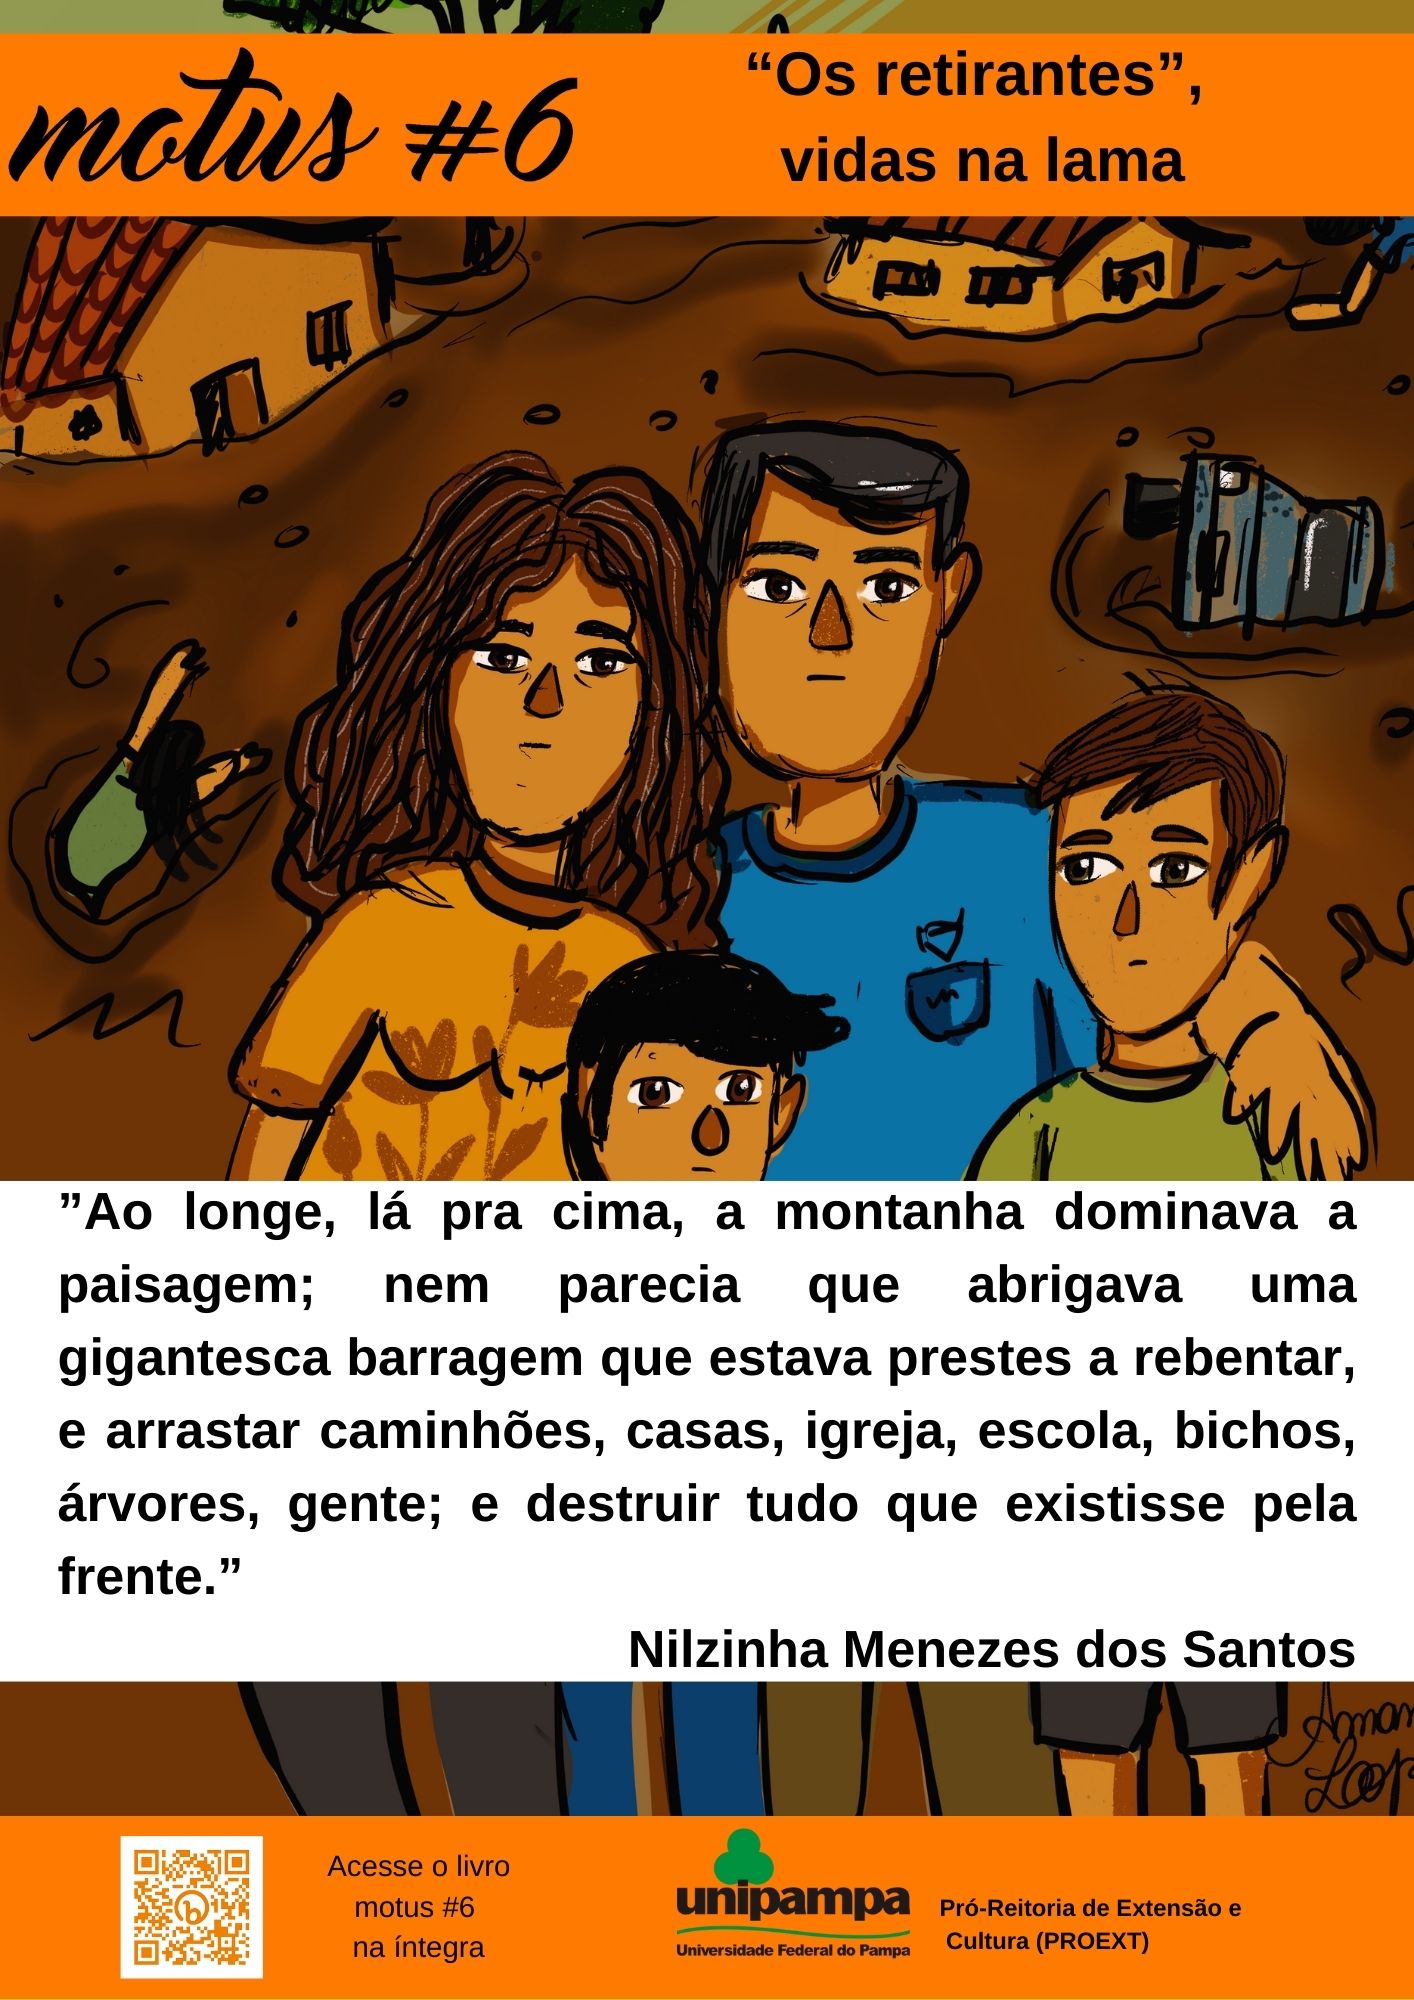 motus #6
“Os retirantes”,
vidas na lama
”Ao longe, lá pra cima, a montanha dominava a
paisagem; nem parecia que abrigava uma
gigantesca barragem que estava prestes a rebentar,
e arrastar caminhões, casas, igreja, escola, bichos,
árvores, gente; e destruir tudo que existisse pela
frente.”
Nilzinha Menezes dos Santos
Acesse o livro
motus #6
na íntegra
unipampa
Universidade Federal do Pampa
Pró-Reitoria de Extensão e
Cultura (PROEXT)